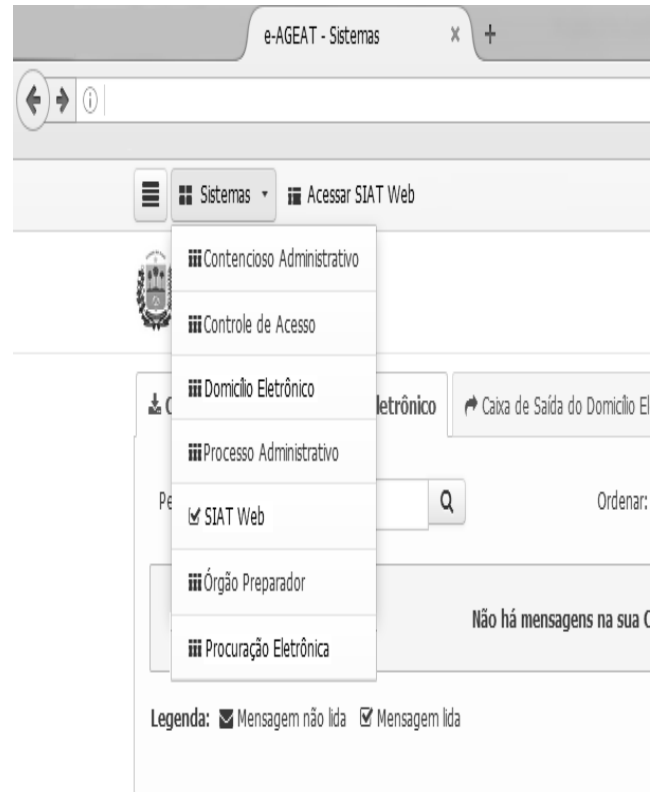 e-AGEAT - Sistemas
Sistemas
Acessar SIAT Web
Contencioso Administrativo
Controle de Acesso
Domicílio Eletrônico
letrônico
Caixa de Saída do Domicílio El
Processo Administrativo
Pe
SIAT Web
Ordenar:
Órgão Preparador
Não há mensagens na sua C
Procuração Eletrônica
Legenda: Mensagem não lida Mensagem lida